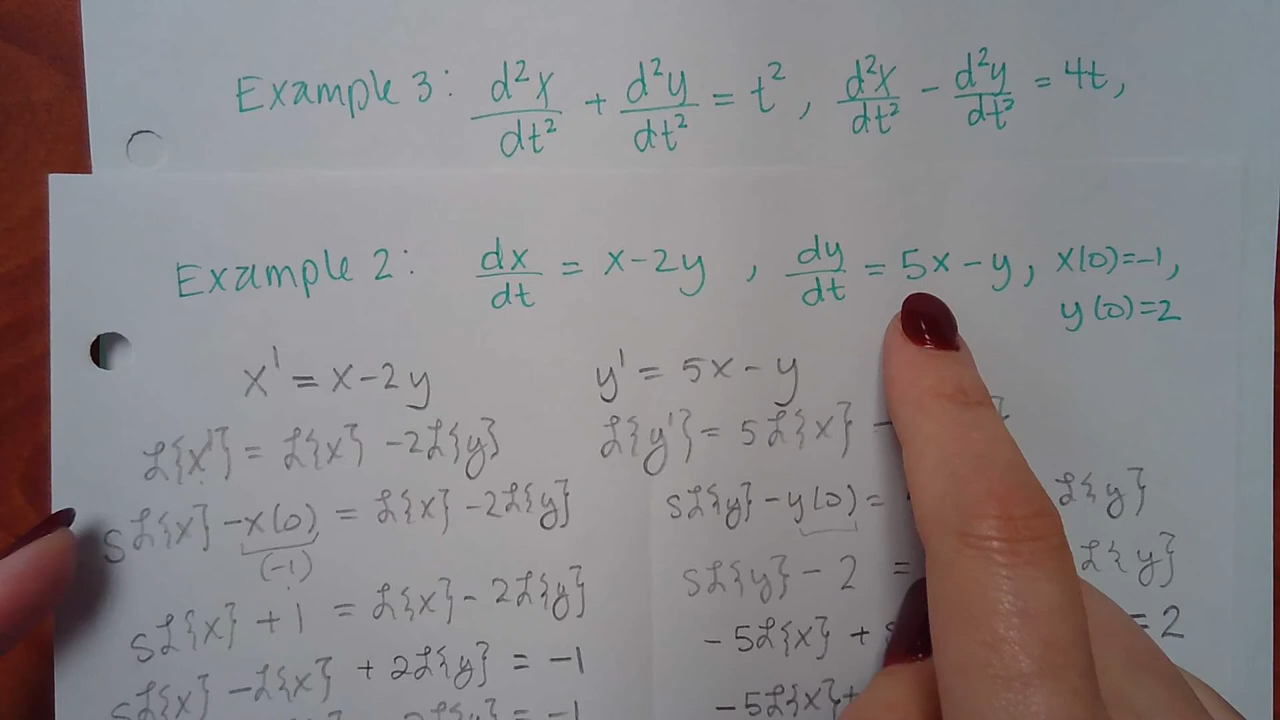 Example 3: d²x/dt² + d²y/dt² = t², d²x/dt² - d²y/dt² = 4t,
Example 2: dx/dt = x-2y, dy/dt = 5x-y, x(0)=-1,
y(0)=2
x' = x-2y
y' = 5x-y
ℒ{x'} = ℒ{x} -2ℒ{y}
ℒ{y'} = 5ℒ{x} -
sℒ{x} -x(0) = ℒ{x} -2ℒ{y}
(-1)
sℒ{y} -y(0) = ℒ{y}
sℒ{x} +1 = ℒ{x} -2ℒ{y}
sℒ{y} -2 = ℒ{y}
sℒ{x} -ℒ{x} +2ℒ{y} = -1
-5ℒ{x} + = 2
-5ℒ{x}+